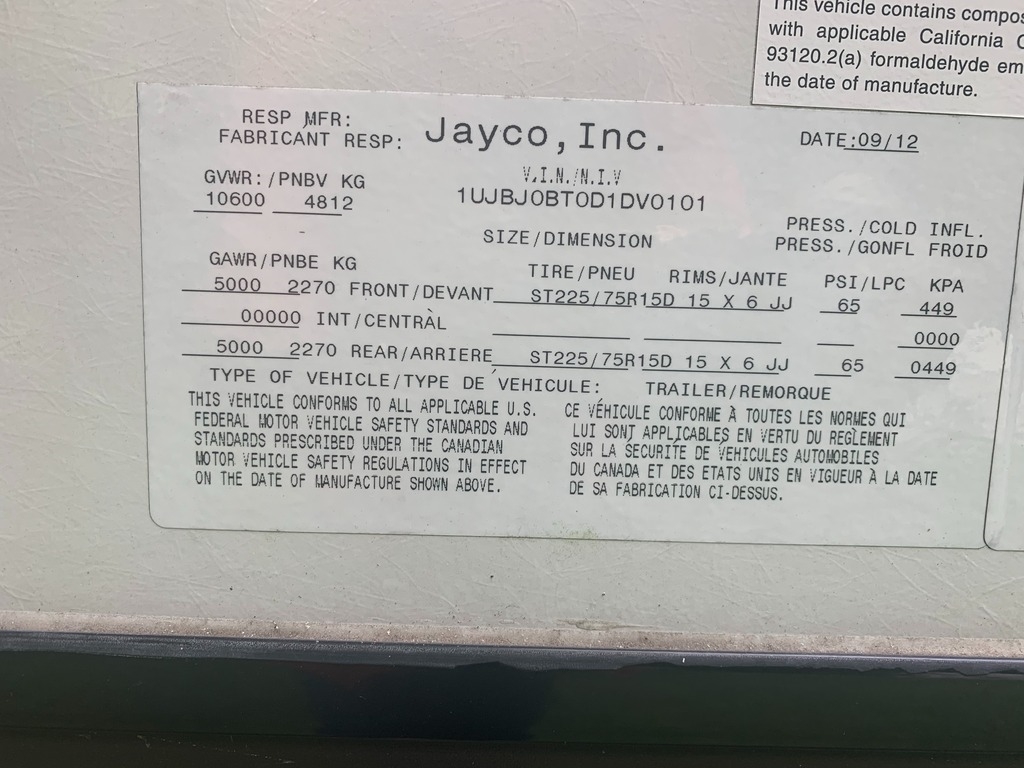 This vehicle contains compos
with applicable California C
93120.2(a) formaldehyde em
the date of manufacture.
RESP MFR:
FABRICANT RESP: Jayco, Inc. DATE:09/12
GVWR:/PNBV KG V.I.N./N.I.V
10600 4812 1UJBJ0BT0D1DV0101
SIZE/DIMENSION PRESS./COLD INFL.
PRESS./GONFL FROID
GAWR/PNBE KG TIRE/PNEU RIMS/JANTE PSI/LPC KPA
5000 2270 FRONT/DEVANT ST225/75R15D 15 X 6 JJ 65 449
00000 INT/CENTRAL 0000
5000 2270 REAR/ARRIERE ST225/75R15D 15 X 6 JJ 65 0449
TYPE OF VEHICLE/TYPE DE VEHICULE: TRAILER/REMORQUE
THIS VEHICLE CONFORMS TO ALL APPLICABLE U.S.
FEDERAL MOTOR VEHICLE SAFETY STANDARDS AND
STANDARDS PRESCRIBED UNDER THE CANADIAN
MOTOR VEHICLE SAFETY REGULATIONS IN EFFECT
ON THE DATE OF MANUFACTURE SHOWN ABOVE.
CE VÉHICULE CONFORME À TOUTES LES NORMES QUI
LUI SONT APPLICABLES EN VERTU DU REGLEMENT
SUR LA SECURITE DE VEHICULES AUTOMOBILES
DU CANADA ET DES ETATS UNIS EN VIGUEUR À LA DATE
DE SA FABRICATION CI-DESSUS.